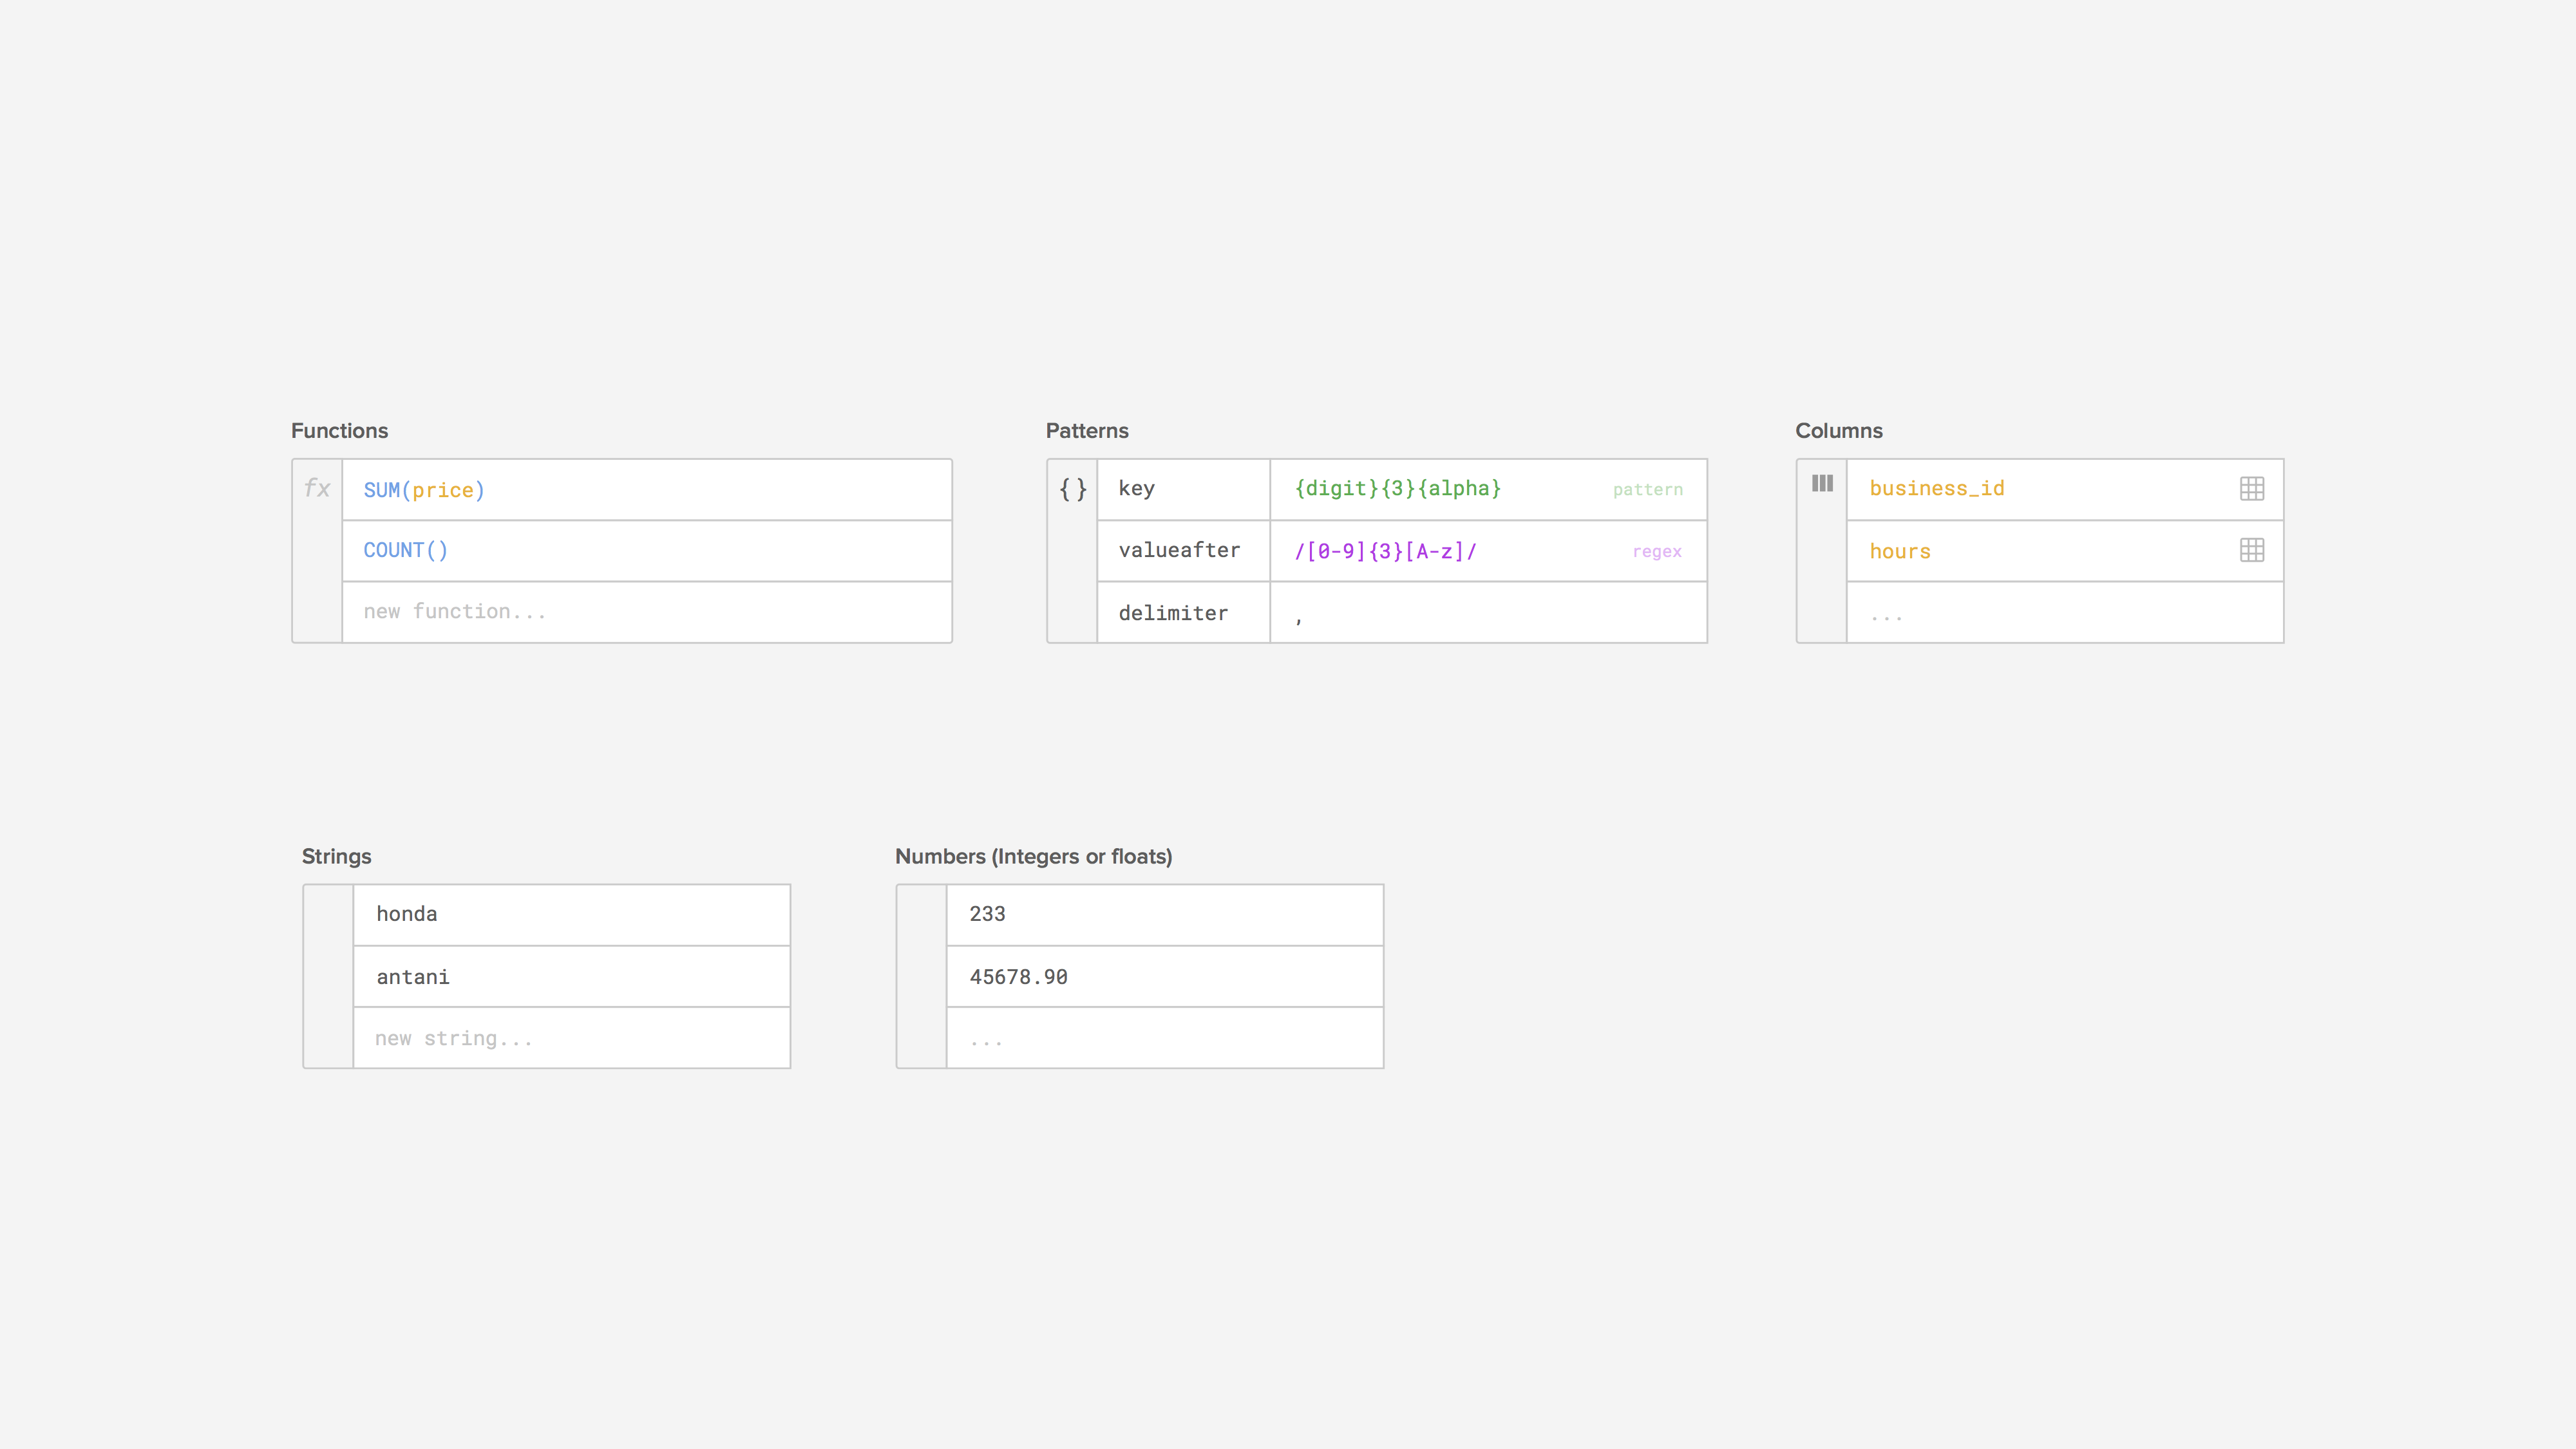 Functions
fx SUM(price)
COUNT()
new function...
Patterns
{} key {digit}{3}{alpha} pattern
valueafter /[0-9]{3}[A-z]/ regex
delimiter ,
Columns
business_id
hours
...
Strings
honda
antani
new string...
Numbers (Integers or floats)
233
45678.90
...